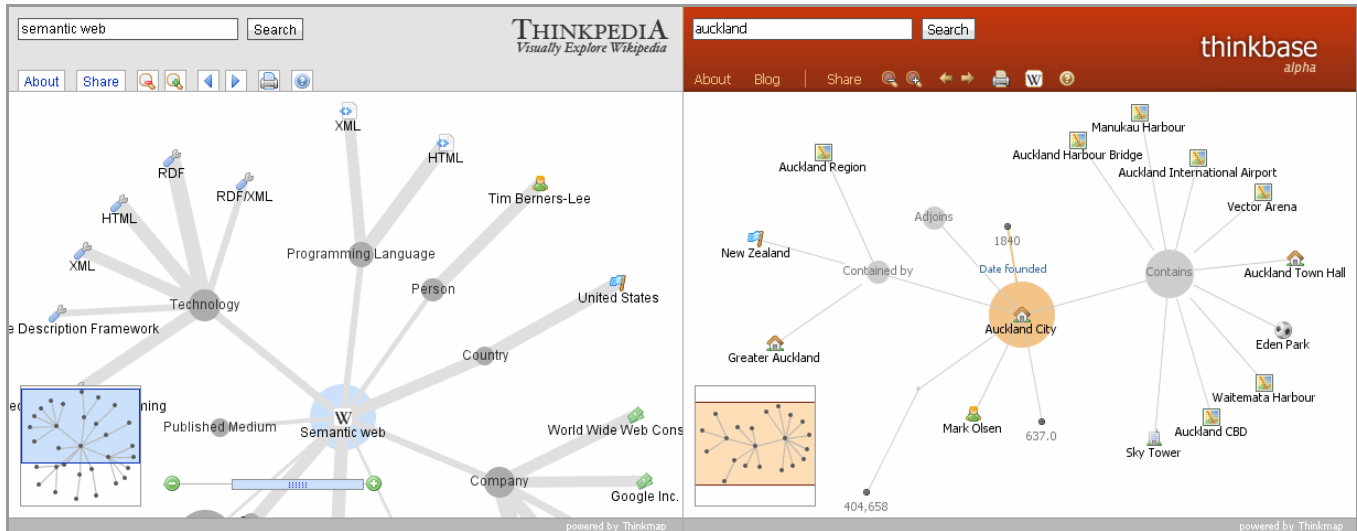 semantic web
Search
THINKPEDIA
Visually Explore Wikipedia
About
Share
XML
HTML
RDF
RDF/XML
HTML
Tim Berners-Lee
XML
Programming Language
Person
United States
Technology
e Description Framework
Country
ming
Published Medium
W
Semantic web
World Wide Web Cons
Company
Google Inc.
powered by Thinkmap
auckland
Search
thinkbase
alpha
About
Blog
Share
W
Manukau Harbour
Auckland Harbour Bridge
Auckland Region
Auckland International Airport
Vector Arena
Adjoins
1840
New Zealand
Contained by
Date founded
Contains
Auckland Town Hall
Auckland City
Eden Park
Greater Auckland
Waitemata Harbour
Mark Olsen
637.0
Auckland CBD
Sky Tower
404,658
powered by Thinkmap